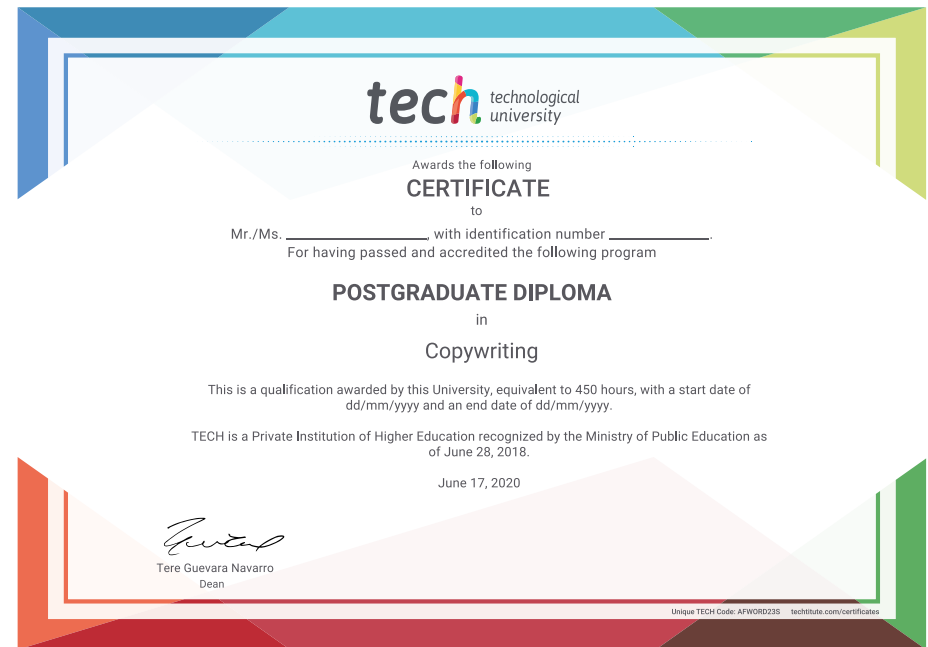 tech technological
university
Awards the following
CERTIFICATE
to
Mr./Ms. ____________________, with identification number ______________.
For having passed and accredited the following program
POSTGRADUATE DIPLOMA
in
Copywriting
This is a qualification awarded by this University, equivalent to 450 hours, with a start date of
dd/mm/yyyy and an end date of dd/mm/yyyy.
TECH is a Private Institution of Higher Education recognized by the Ministry of Public Education as
of June 28, 2018.
June 17, 2020
Tere Guevara Navarro
Dean
Unique TECH Code: AFWORD23S techtitute.com/certificates